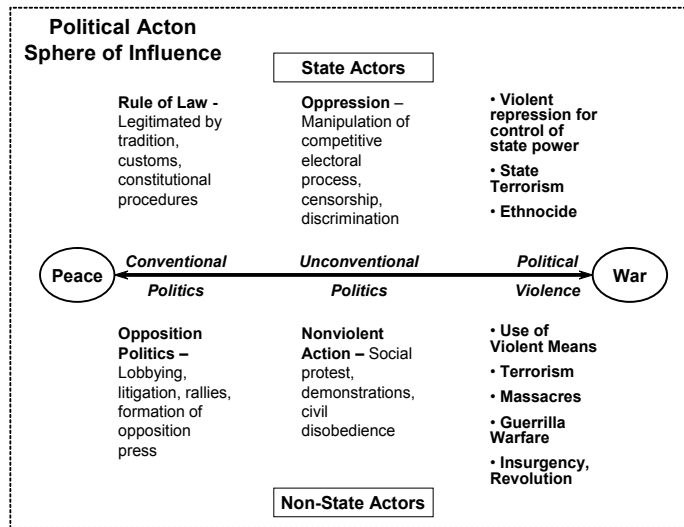 Political Acton
Sphere of Influence
State Actors
Rule of Law -
Legitimated by
tradition,
customs,
constitutional
procedures
Oppression –
Manipulation of
competitive
electoral
process,
censorship,
discrimination
• Violent
repression for
control of
state power
• State
Terrorism
• Ethnocide
Peace
Conventional
Politics
Unconventional
Politics
Political
Violence
War
Opposition
Politics –
Lobbying,
litigation, rallies,
formation of
opposition
press
Nonviolent
Action – Social
protest,
demonstrations,
civil
disobedience
• Use of
Violent Means
• Terrorism
• Massacres
• Guerrilla
Warfare
• Insurgency,
Revolution
Non-State Actors